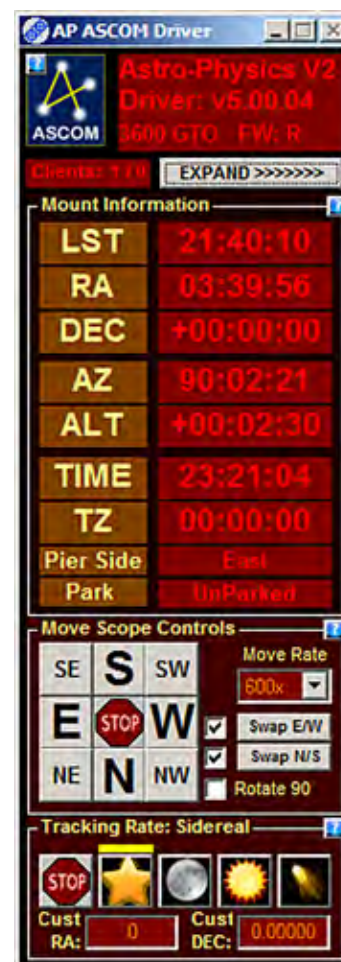 AP ASCOM Driver
?
ASCOM
Astro-Physics V2
Driver: v5.00.04
3600 GTO FW: R
Clients: 1 / 0
EXPAND >>>>>>>
Mount Information
?
LST 21:40:10
RA 03:39:56
DEC +00:00:00
AZ 90:02:21
ALT +00:02:30
TIME 23:21:04
TZ 00:00:00
Pier Side East
Park UnParked
Move Scope Controls
?
SE S SW
E STOP W
NE N NW
Move Rate
600x
Swap E/W
Swap N/S
Rotate 90
Tracking Rate: Sidereal
?
STOP
Cust RA: 0
Cust DEC: 0.00000